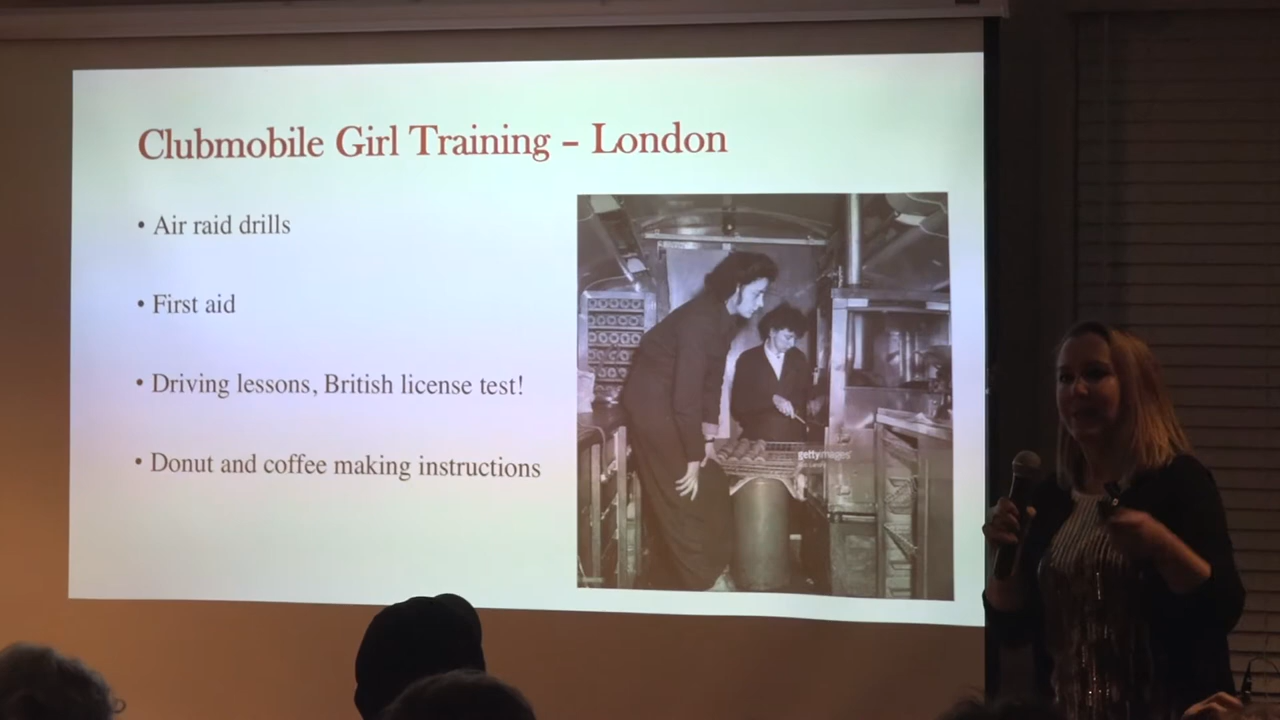 Clubmobile Girl Training – London
• Air raid drills
• First aid
• Driving lessons, British license test!
• Donut and coffee making instructions
gettyimages